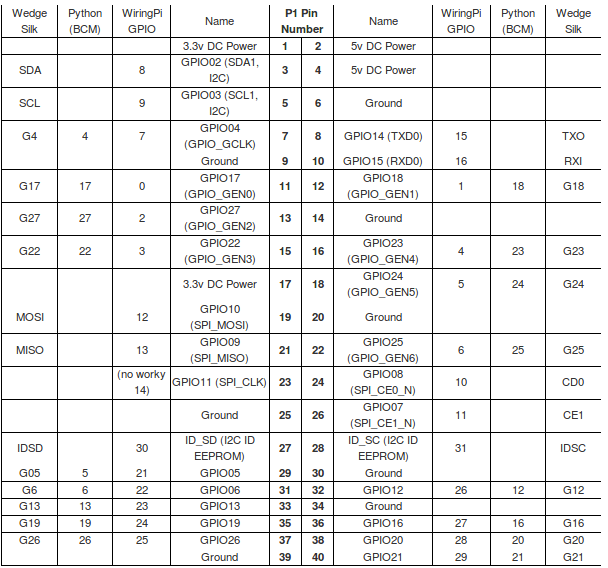 Wedge Silk Python (BCM) WiringPi GPIO Name P1 Pin Number Name WiringPi GPIO Python (BCM) Wedge Silk
3.3v DC Power 1 2 5v DC Power
SDA 8 GPIO02 (SDA1, I2C) 3 4 5v DC Power
SCL 9 GPIO03 (SCL1, I2C) 5 6 Ground
G4 4 7 GPIO04 (GPIO_GCLK) 7 8 GPIO14 (TXD0) 15 TXO
Ground 9 10 GPIO15 (RXD0) 16 RXI
G17 17 0 GPIO17 (GPIO_GEN0) 11 12 GPIO18 (GPIO_GEN1) 1 18 G18
G27 27 2 GPIO27 (GPIO_GEN2) 13 14 Ground
G22 22 3 GPIO22 (GPIO_GEN3) 15 16 GPIO23 (GPIO_GEN4) 4 23 G23
3.3v DC Power 17 18 GPIO24 (GPIO_GEN5) 5 24 G24
MOSI 12 GPIO10 (SPI_MOSI) 19 20 Ground
MISO 13 GPIO09 (SPI_MISO) 21 22 GPIO25 (GPIO_GEN6) 6 25 G25
(no worky 14) GPIO11 (SPI_CLK) 23 24 GPIO08 (SPI_CE0_N) 10 CD0
Ground 25 26 GPIO07 (SPI_CE1_N) 11 CE1
IDSD 30 ID_SD (I2C ID EEPROM) 27 28 ID_SC (I2C ID EEPROM) 31 IDSC
G05 5 21 GPIO05 29 30 Ground
G6 6 22 GPIO06 31 32 GPIO12 26 12 G12
G13 13 23 GPIO13 33 34 Ground
G19 19 24 GPIO19 35 36 GPIO16 27 16 G16
G26 26 25 GPIO26 37 38 GPIO20 28 20 G20
Ground 39 40 GPIO21 29 21 G21